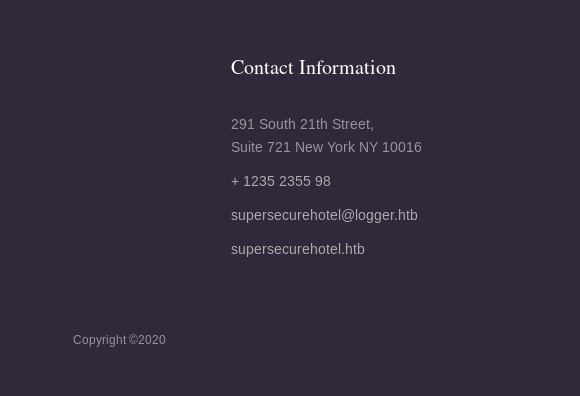 Contact Information
291 South 21th Street,
Suite 721 New York NY 10016
+ 1235 2355 98
supersecurehotel@logger.htb
supersecurehotel.htb
Copyright ©2020